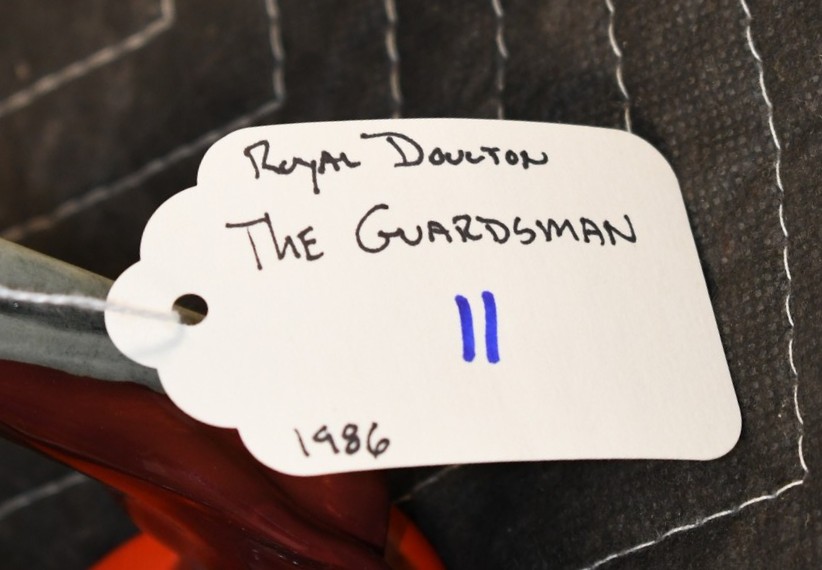 Royal Doulton
The Guardsman
11
1986